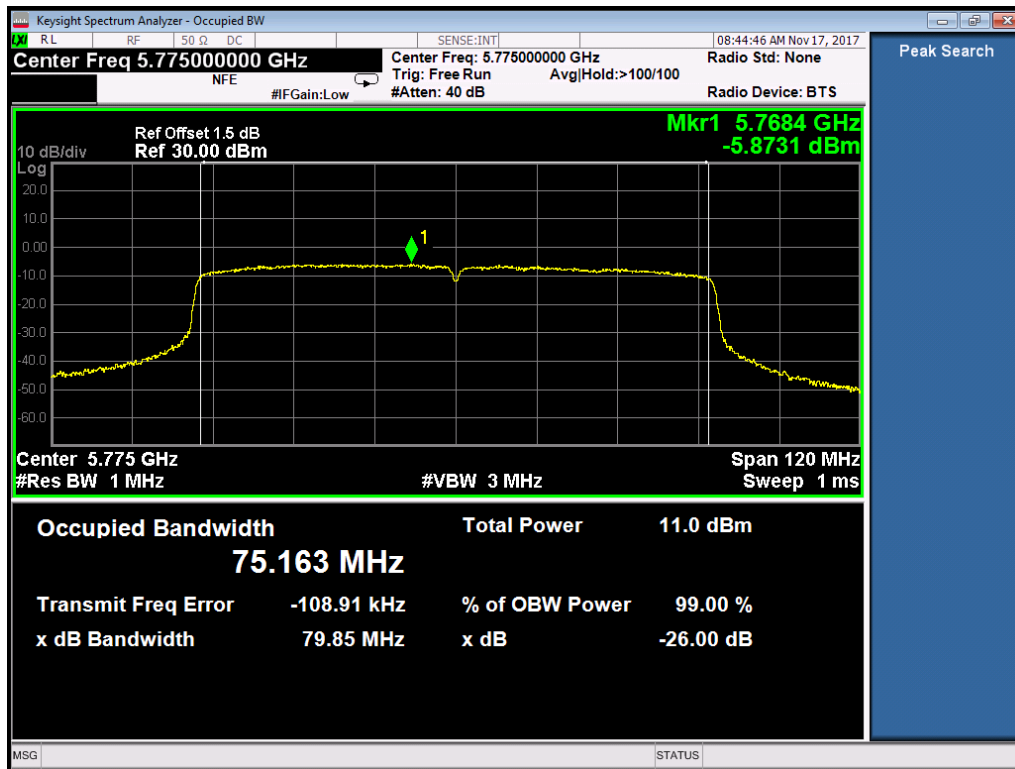 Keysight Spectrum Analyzer - Occupied BW
LXI RL RF 50 Ω DC SENSE:INT 08:44:46 AM Nov 17, 2017
Center Freq 5.775000000 GHz
NFE
#IFGain:Low
Center Freq: 5.775000000 GHz
Trig: Free Run Avg|Hold:>100/100
#Atten: 40 dB
Radio Std: None
Radio Device: BTS
Peak Search
Mkr1 5.7684 GHz
-5.8731 dBm
Ref Offset 1.5 dB
10 dB/div Ref 30.00 dBm
Log
20.0
10.0
0.00
-10.0
-20.0
-30.0
-40.0
-50.0
-60.0
1
Center 5.775 GHz Span 120 MHz
#Res BW 1 MHz #VBW 3 MHz Sweep 1 ms
Occupied Bandwidth Total Power 11.0 dBm
75.163 MHz
Transmit Freq Error -108.91 kHz % of OBW Power 99.00 %
x dB Bandwidth 79.85 MHz x dB -26.00 dB
MSG STATUS